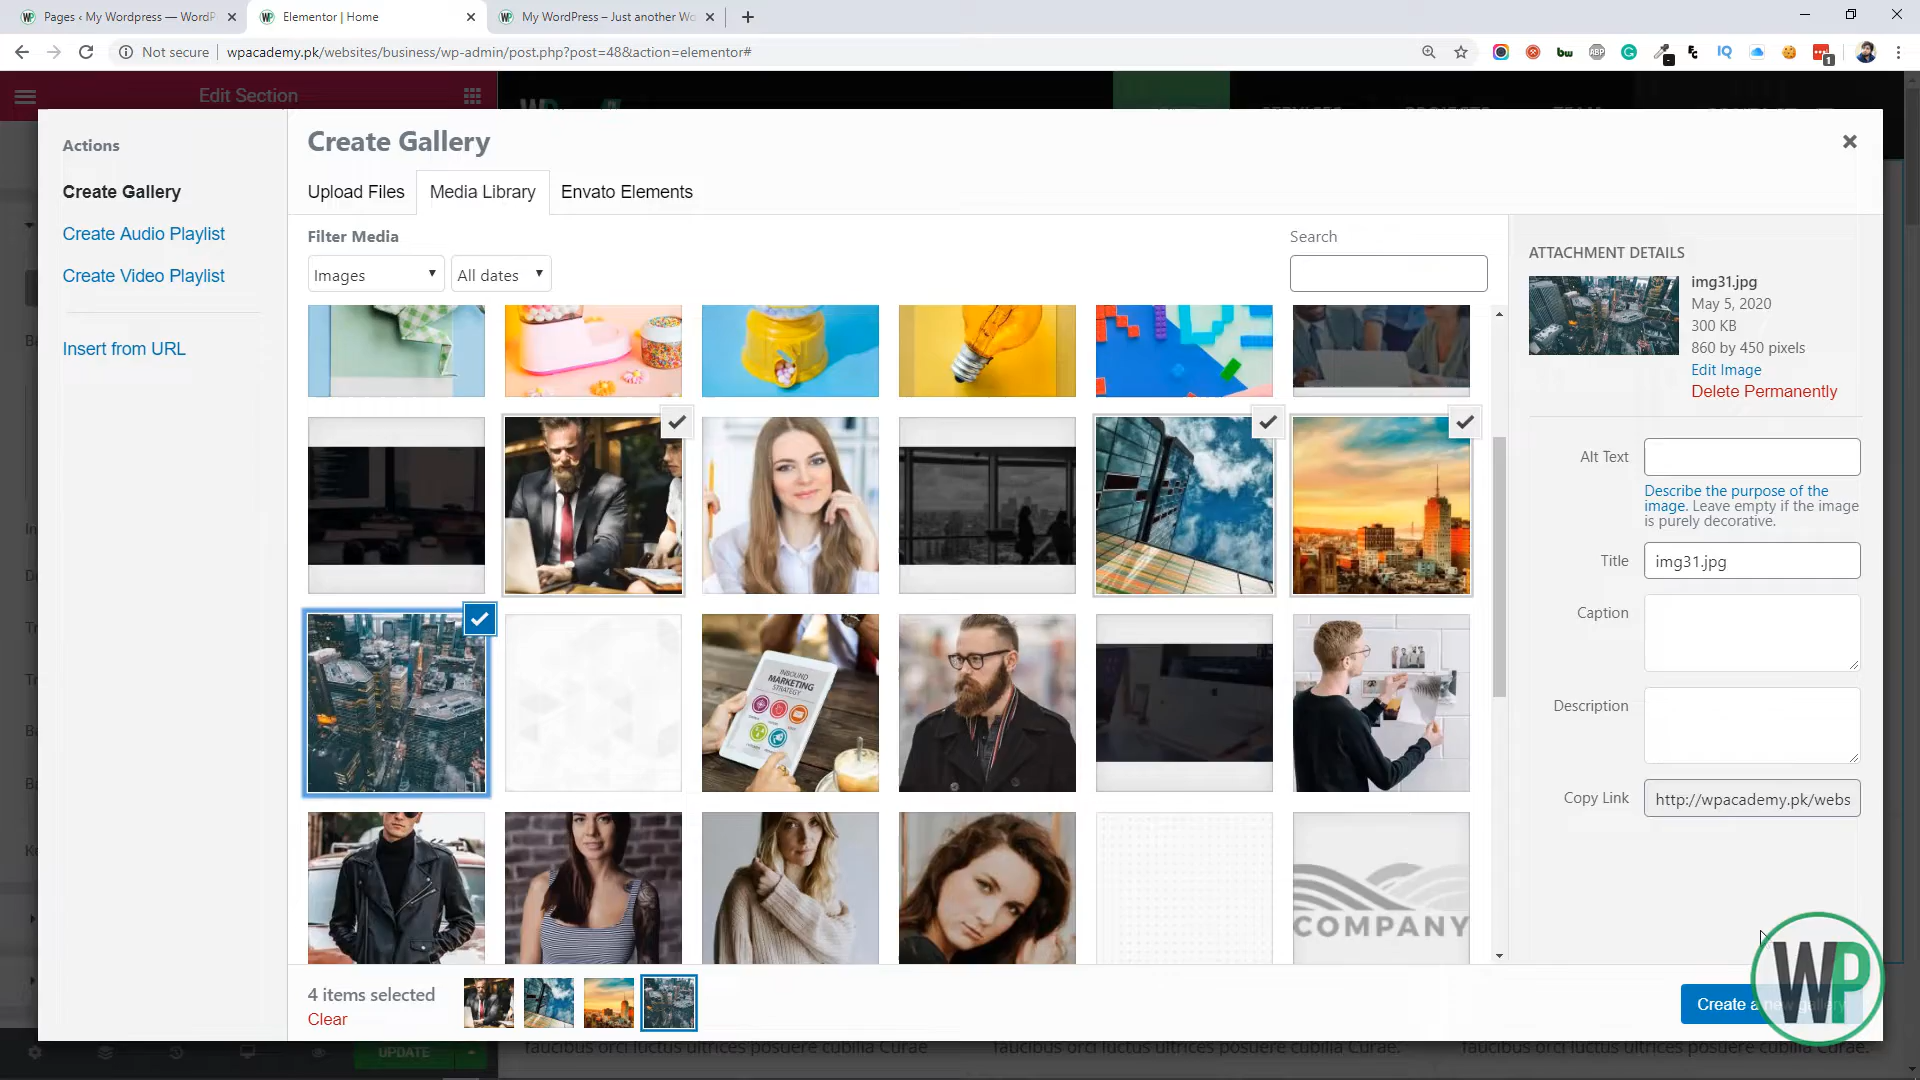 Pages ‹ My Wordpress — WordP
Elementor | Home
My WordPress – Just another Wo
Not secure
wpacademy.pk/websites/business/wp-admin/post.php?post=48&action=elementor#
Edit Section
Actions
Create Gallery
Create Audio Playlist
Create Video Playlist
Insert from URL
Create Gallery
Upload Files
Media Library
Envato Elements
Filter Media
Images
All dates
Search
INBOUND
MARKETING
STRATEGY
COMPANY
ATTACHMENT DETAILS
img31.jpg
May 5, 2020
300 KB
860 by 450 pixels
Edit Image
Delete Permanently
Alt Text
Describe the purpose of the
image. Leave empty if the image
is purely decorative.
Title
img31.jpg
Caption
Description
Copy Link
http://wpacademy.pk/webs
4 items selected
Clear
Create a new gallery
WP
UPDATE
faucibus orci luctus ultrices posuere cubilia Curae
faucibus orci luctus ultrices posuere cubilia Curae.
faucibus orci luctus ultrices posuere cubilia Curae.